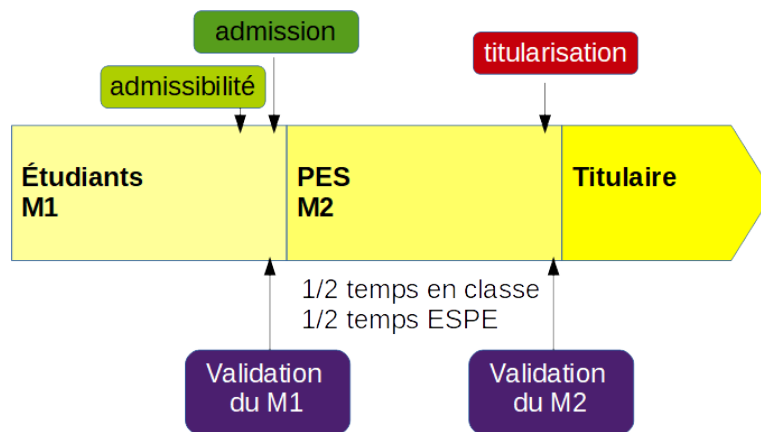 admission
titularisation
admissibilité
Étudiants
M1
PES
M2
Titulaire
1/2 temps en classe
1/2 temps ESPE
Validation
du M1
Validation
du M2